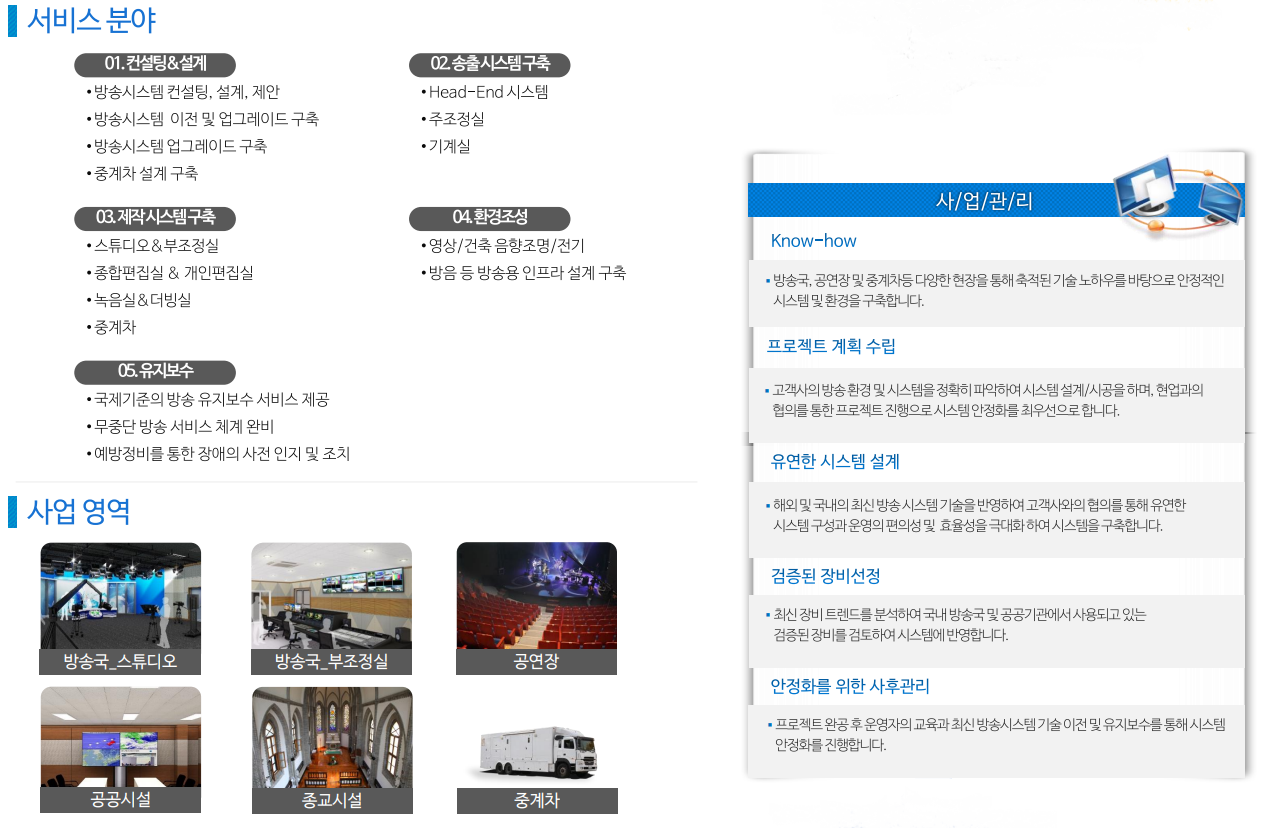 서비스 분야
01. 컨설팅&설계
•방송시스템 컨설팅, 설계, 제안
•방송시스템 이전 및 업그레이드 구축
•방송시스템 업그레이드 구축
•중계차 설계 구축
02. 송출시스템 구축
•Head-End 시스템
•주조정실
•기계실
03. 제작시스템구축
•스튜디오&부조정실
•종합편집실 & 개인편집실
•녹음실&더빙실
•중계차
04. 환경조성
•영상/건축 음향조명/전기
•방음 등 방송용 인프라 설계 구축
05. 유지보수
•국제기준의 방송 유지보수 서비스 제공
•무중단 방송 서비스 체계 완비
•예방정비를 통한 장애의 사전 인지 및 조치
사업 영역
방송국_스튜디오
방송국_부조정실
공연장
공공시설
종교시설
중계차
사/업/관/리
Know-how
▪ 방송국, 공연장 및 중계차등 다양한 현장을 통해 축적된 기술 노하우를 바탕으로 안정적인
시스템 및 환경을 구축합니다.
프로젝트 계획 수립
▪ 고객사의 방송 환경 및 시스템을 정확히 파악하여 시스템 설계/시공을 하며, 현업과의
협의를 통한 프로젝트 진행으로 시스템 안정화를 최우선으로 합니다.
유연한 시스템 설계
▪ 해외 및 국내의 최신 방송 시스템 기술을 반영하여 고객사와의 협의를 통해 유연한
시스템 구성과 운영의 편의성 및 효율성을 극대화 하여 시스템을 구축합니다.
검증된 장비선정
▪ 최신 장비 트렌드를 분석하여 국내 방송국 및 공공기관에서 사용되고 있는
검증된 장비를 검토하여 시스템에 반영합니다.
안정화를 위한 사후관리
▪ 프로젝트 완공 후 운영자의 교육과 최신 방송시스템 기술 이전 및 유지보수를 통해 시스템
안정화를 진행합니다.